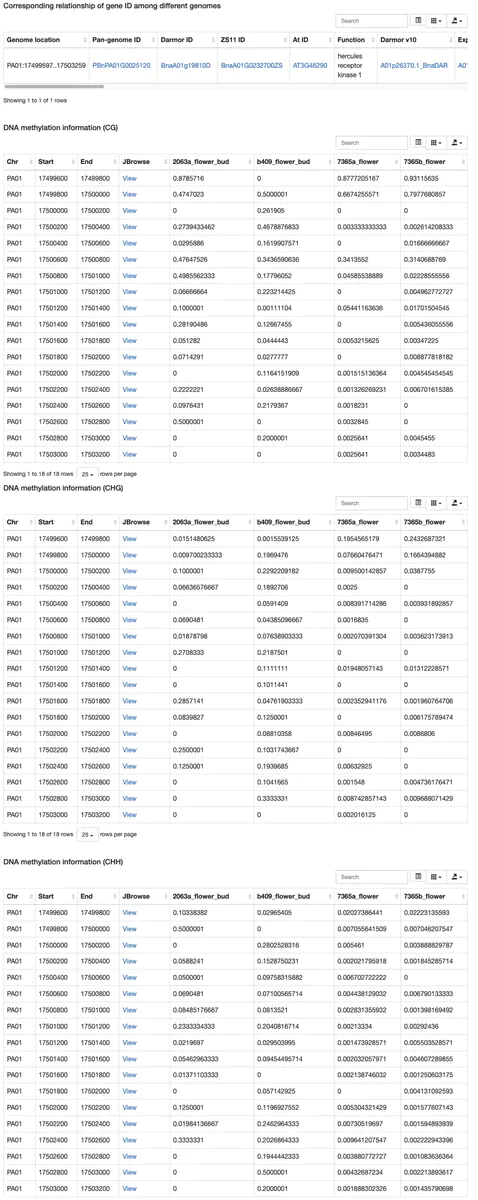 Corresponding relationship of gene ID among different genomes
Search
Genome location Pan-genome ID Darmor ID ZS11 ID At ID Function Darmor v10 Exp
PA01:17499597..17503259 PBnPA01G0025120 BnaA01g19810D BnaA01G0232700ZS AT3G46290 hercules receptor kinase 1 A01p26370.1_BnaDAR A01
Showing 1 to 1 of 1 rows
DNA methylation information (CG)
Search
Chr Start End JBrowse 2063a_flower_bud b409_flower_bud 7365a_flower 7365b_flower
PA01 17499600 17499800 View 0.8785716 0 0.8777205167 0.93115635
PA01 17499800 17500000 View 0.4747023 0.5000001 0.6674255571 0.7977680857
PA01 17500000 17500200 View 0 0.261905 0 0
PA01 17500200 17500400 View 0.2739433462 0.4678876833 0.003333333333 0.002614208333
PA01 17500400 17500600 View 0.0295886 0.1619907571 0 0.01666666667
PA01 17500600 17500800 View 0.47647526 0.3436590636 0.3413552 0.3140688769
PA01 17500800 17501000 View 0.4985562333 0.17796052 0.04585538889 0.02228555556
PA01 17501000 17501200 View 0.06666664 0.223214425 0 0.004962772727
PA01 17501200 17501400 View 0.1000001 0.00111104 0.05441163636 0.01701504545
PA01 17501400 17501600 View 0.28190486 0.12667455 0 0.005436055556
PA01 17501600 17501800 View 0.051282 0.0444443 0.0053215625 0.00347225
PA01 17501800 17502000 View 0.0714291 0.0277777 0 0.008877818182
PA01 17502000 17502200 View 0 0.1164151909 0.001515136364 0.004545454545
PA01 17502200 17502400 View 0.2222221 0.02638886667 0.001326269231 0.006701615385
PA01 17502400 17502600 View 0.0976431 0.2179367 0.0018231 0
PA01 17502600 17502800 View 0.5000001 0 0.0032845 0
PA01 17502800 17503000 View 0 0.2000001 0.0025641 0.0045455
PA01 17503000 17503200 View 0 0 0.0025641 0.0034483
Showing 1 to 18 of 18 rows 25 rows per page
DNA methylation information (CHG)
Search
Chr Start End JBrowse 2063a_flower_bud b409_flower_bud 7365a_flower 7365b_flower
PA01 17499600 17499800 View 0.0151480625 0.0015539125 0.1954565179 0.2432687321
PA01 17499800 17500000 View 0.009700233333 0.1969476 0.07660476471 0.1664394882
PA01 17500000 17500200 View 0.1000001 0.2292209182 0.009500142857 0.0387755
PA01 17500200 17500400 View 0.06636576667 0.1892706 0.0025 0
PA01 17500400 17500600 View 0 0.0591409 0.008391714286 0.003931892857
PA01 17500600 17500800 View 0.0690481 0.04385096667 0.0016835 0
PA01 17500800 17501000 View 0.01878798 0.07638903333 0.002070391304 0.003623173913
PA01 17501000 17501200 View 0.2708333 0.2187501 0 0
PA01 17501200 17501400 View 0 0.1111111 0.01948057143 0.01312228571
PA01 17501400 17501600 View 0 0.1011441 0 0
PA01 17501600 17501800 View 0.2857141 0.04761903333 0.002352941176 0.001960764706
PA01 17501800 17502000 View 0.0839827 0.1250001 0 0.006175789474
PA01 17502000 17502200 View 0 0.08810358 0.00846495 0.0086806
PA01 17502200 17502400 View 0.2500001 0.1031743667 0 0
PA01 17502400 17502600 View 0.1250001 0.1939685 0.00632925 0
PA01 17502600 17502800 View 0 0.1041665 0.001548 0.004736176471
PA01 17502800 17503000 View 0 0.3333331 0.008742857143 0.009688071429
PA01 17503000 17503200 View 0 0 0.002016125 0
Showing 1 to 18 of 18 rows 25 rows per page
DNA methylation information (CHH)
Search
Chr Start End JBrowse 2063a_flower_bud b409_flower_bud 7365a_flower 7365b_flower
PA01 17499600 17499800 View 0.10338382 0.02965405 0.02027386441 0.02223135593
PA01 17499800 17500000 View 0.5000001 0 0.007055641509 0.007046207547
PA01 17500000 17500200 View 0 0.2802528316 0.005461 0.003888829787
PA01 17500200 17500400 View 0.0588241 0.1528750231 0.002021795918 0.001845285714
PA01 17500400 17500600 View 0.0500001 0.09758315882 0.006702722222 0
PA01 17500600 17500800 View 0.0690481 0.07100565714 0.004438129032 0.006790133333
PA01 17500800 17501000 View 0.08485176667 0.0813521 0.002831355932 0.001398169492
PA01 17501000 17501200 View 0.2333334333 0.2040816714 0.00213334 0.00292436
PA01 17501200 17501400 View 0.0219697 0.029503995 0.001473928571 0.005503528571
PA01 17501400 17501600 View 0.05462963333 0.09454495714 0.002032057971 0.004607289855
PA01 17501600 17501800 View 0.01371103333 0 0.002138746032 0.001250603175
PA01 17501800 17502000 View 0 0.057142925 0 0.004131092593
PA01 17502000 17502200 View 0.1250001 0.1196927552 0.005304321429 0.001577607143
PA01 17502200 17502400 View 0.01984136667 0.2462964333 0.00730519697 0.001594893939
PA01 17502400 17502600 View 0.3333331 0.2026864333 0.009641207547 0.002222943396
PA01 17502600 17502800 View 0 0.1944442333 0.003880772727 0.001083636364
PA01 17502800 17503000 View 0 0.5000001 0.00432687234 0.002213893617
PA01 17503000 17503200 View 0 0.2000001 0.001888302326 0.001435790698